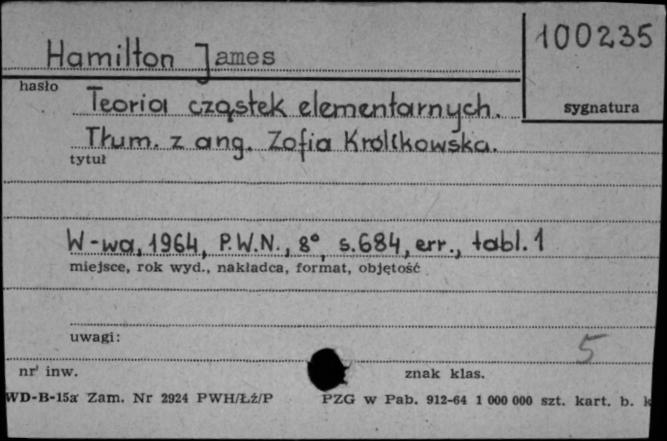 Hamilton James
100235
hasło
sygnatura
Teoria cząstek elementarnych.
Tłum. z ang. Zofia Królikowska.
tytuł
W-wa, 1964, P.W.N., 8°, s.684, err., tabl. 1
miejsce, rok wyd., nakładca, format, objętość
uwagi:
5
nr inw.
znak klas.
WD-B-15a Zam. Nr 2924 PWH/Łż/P PZG w Pab. 912-64 1 000 000 szt. kart. b. k